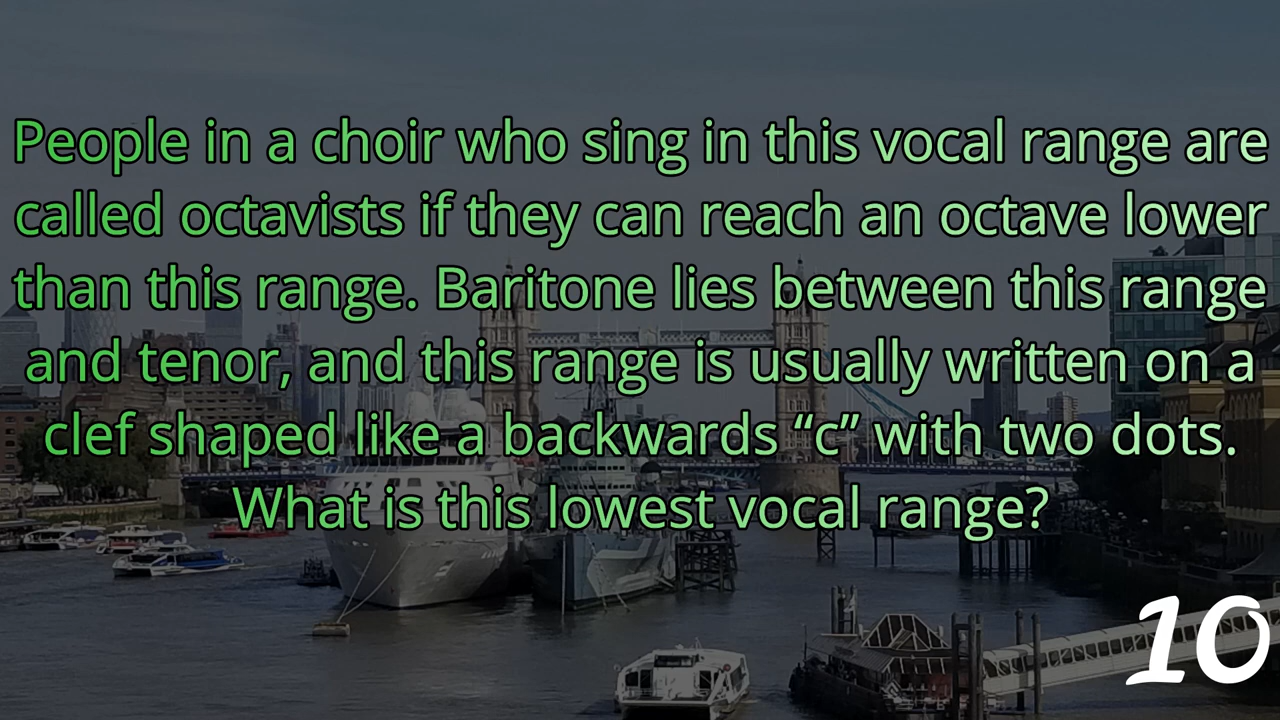 People in a choir who sing in this vocal range are
called octavists if they can reach an octave lower
than this range. Baritone lies between this range
and tenor, and this range is usually written on a
clef shaped like a backwards “c” with two dots.
What is this lowest vocal range?
10